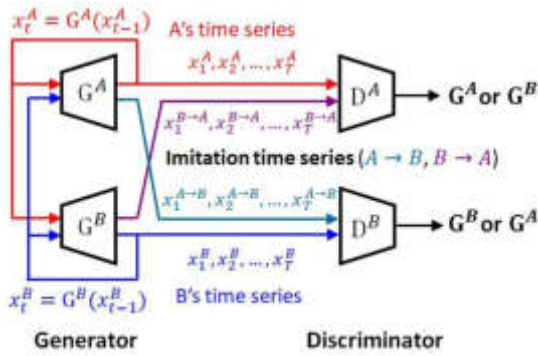 x_t^A = G^A(x_{t-1}^A)
A's time series
x_1^A, x_2^A, ..., x_T^A
G^A
D^A
G^A or G^B
x_1^{B→A}, x_2^{B→A}, ..., x_T^{B→A}
Imitation time series (A → B, B → A)
x_1^{A→B}, x_2^{A→B}, ..., x_T^{A→B}
G^B
D^B
G^B or G^A
x_1^B, x_2^B, ..., x_T^B
x_t^B = G^B(x_{t-1}^B)
B's time series
Generator
Discriminator